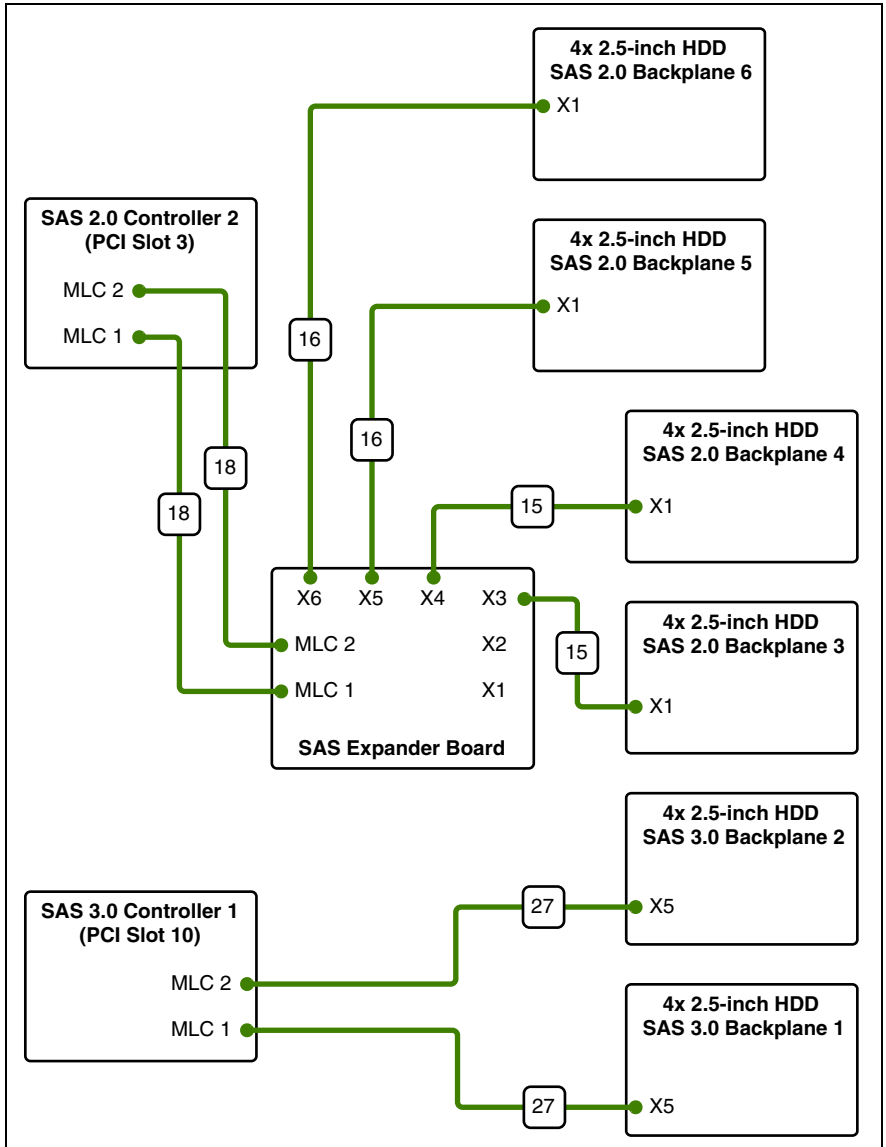 4x 2.5-inch HDD
SAS 2.0 Backplane 6
X1
SAS 2.0 Controller 2
(PCI Slot 3)
MLC 2
MLC 1
4x 2.5-inch HDD
SAS 2.0 Backplane 5
X1
16
16
18
18
4x 2.5-inch HDD
SAS 2.0 Backplane 4
15
X1
X6 X5 X4 X3
MLC 2 X2
MLC 1 X1
SAS Expander Board
15
4x 2.5-inch HDD
SAS 2.0 Backplane 3
X1
4x 2.5-inch HDD
SAS 3.0 Backplane 2
27
X5
SAS 3.0 Controller 1
(PCI Slot 10)
MLC 2
MLC 1
4x 2.5-inch HDD
SAS 3.0 Backplane 1
27
X5